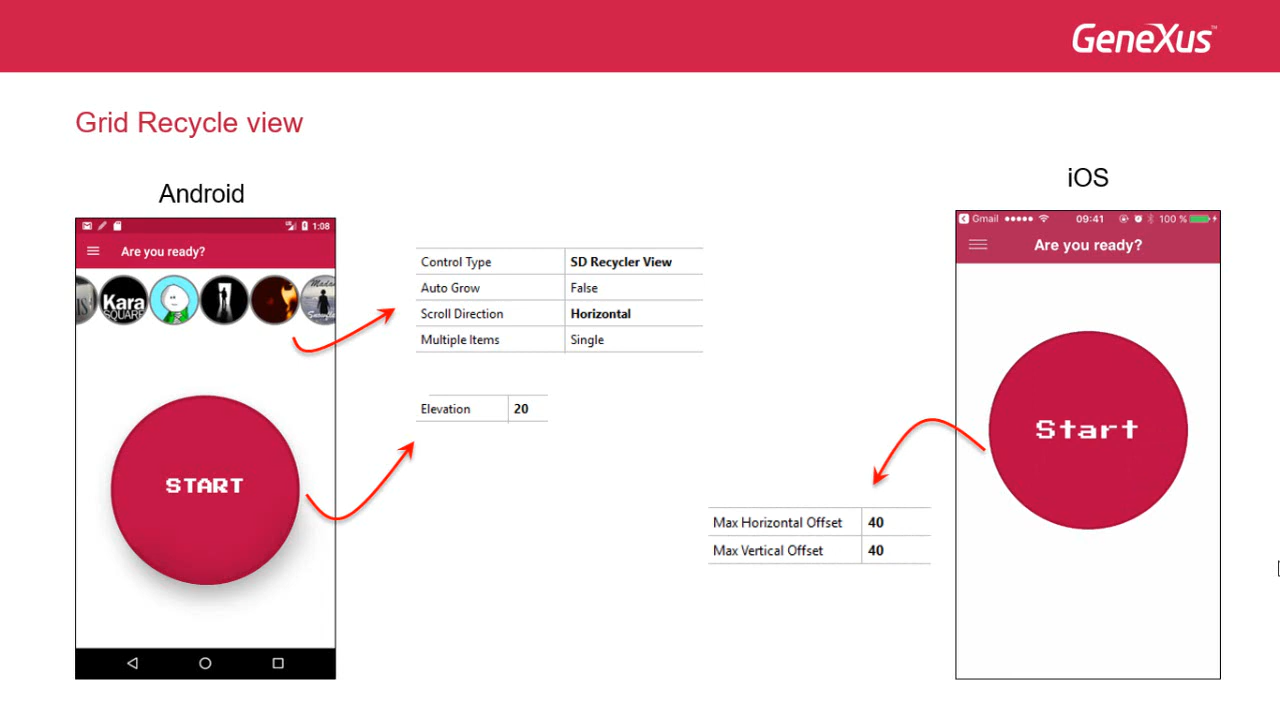 GeneXus™
Grid Recycle view
Android
iOS
1:08
Are you ready?
Kara
SQUARE
Control Type SD Recycler View
Auto Grow False
Scroll Direction Horizontal
Multiple Items Single
Elevation 20
START
Gmail 09:41 100 %
Are you ready?
Start
Max Horizontal Offset 40
Max Vertical Offset 40